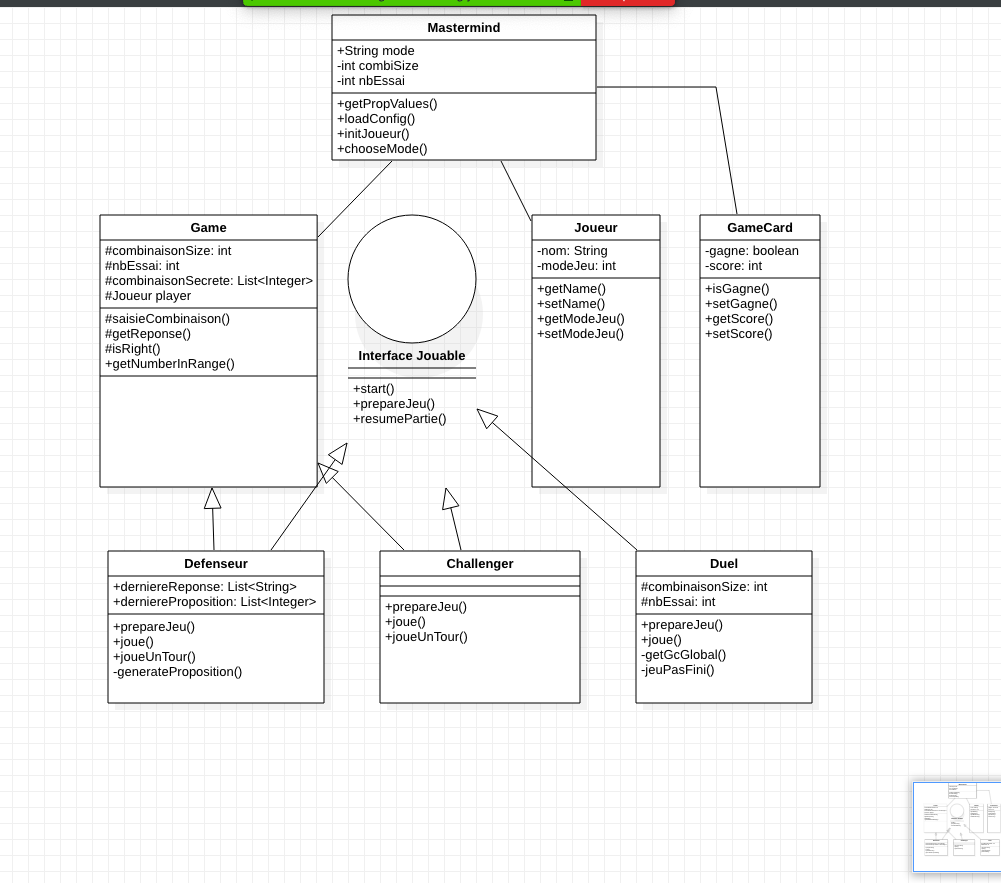 Mastermind
+String mode
-int combiSize
-int nbEssai
+getPropValues()
+loadConfig()
+initJoueur()
+chooseMode()
Game
#combinaisonSize: int
#nbEssai: int
#combinaisonSecrete: List<Integer>
#Joueur player
#saisieCombinaison()
#getReponse()
#isRight()
+getNumberInRange()
Interface Jouable
+start()
+prepareJeu()
+resumePartie()
Joueur
-nom: String
-modeJeu: int
+getName()
+setName()
+getModeJeu()
+setModeJeu()
GameCard
-gagne: boolean
-score: int
+isGagne()
+setGagne()
+getScore()
+setScore()
Defenseur
+derniereReponse: List<String>
+derniereProposition: List<Integer>
+prepareJeu()
+joue()
+joueUnTour()
-generateProposition()
Challenger
+prepareJeu()
+joue()
+joueUnTour()
Duel
#combinaisonSize: int
#nbEssai: int
+prepareJeu()
+joue()
-getGcGlobal()
-jeuPasFini()